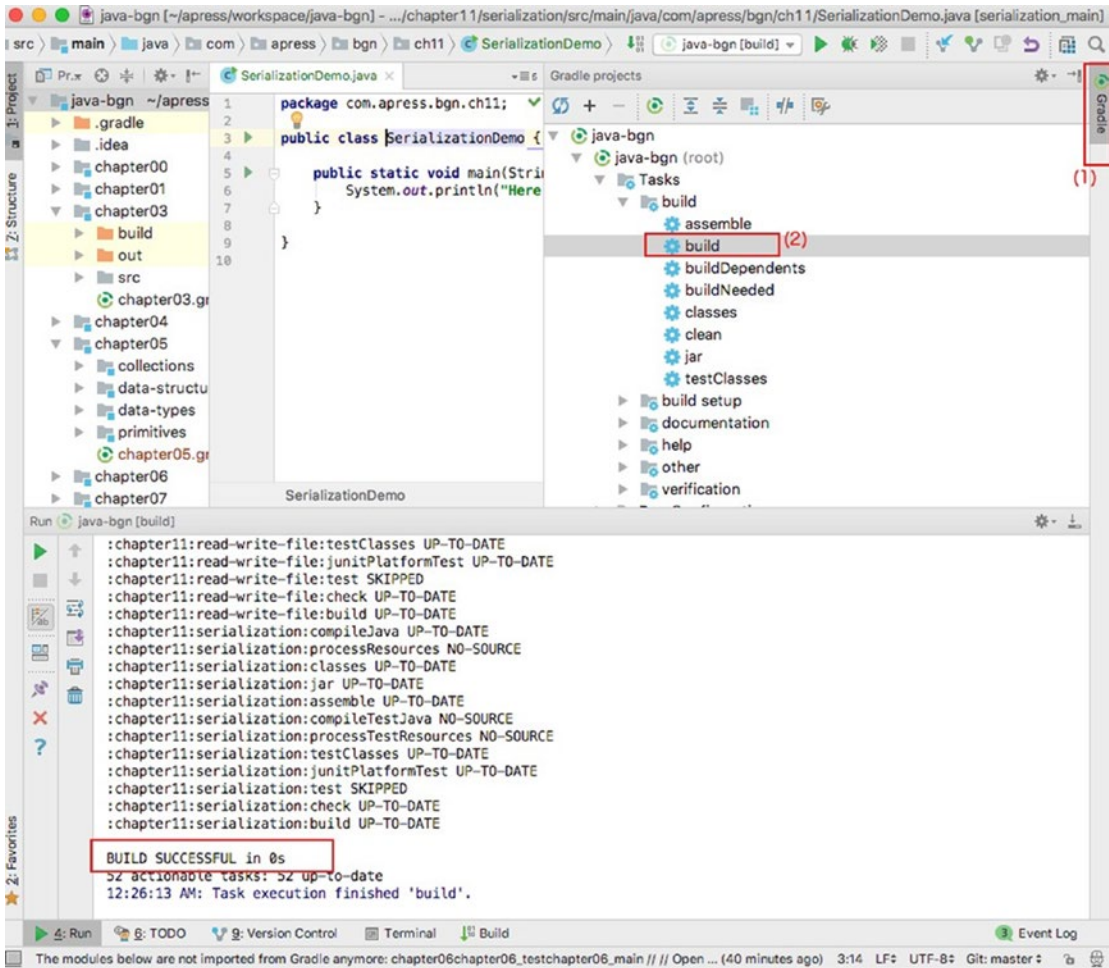 java-bgn [~/apress/workspace/java-bgn] - .../chapter11/serialization/src/main/java/com/apress/bgn/ch11/SerializationDemo.java [serialization_main]
src main java com apress bgn ch11 SerializationDemo java-bgn [build]
1: Project
Z: Structure
2: Favorites
Pr.
java-bgn ~/apress
.gradle
.idea
chapter00
chapter01
chapter03
build
out
src
chapter03.gr
chapter04
chapter05
collections
data-structu
data-types
primitives
chapter05.gr
chapter06
chapter07
SerializationDemo.java
1 package com.apress.bgn.ch11;
2
3 public class SerializationDemo {
4
5 public static void main(Strin
6 System.out.println("Here
7 }
8
9 }
10
SerializationDemo
Gradle projects
java-bgn
java-bgn (root)
Tasks
build
assemble
build (2)
buildDependents
buildNeeded
classes
clean
jar
testClasses
build setup
documentation
help
other
verification
Gradle
(1)
Run java-bgn [build]
:chapter11:read-write-file:testClasses UP-TO-DATE
:chapter11:read-write-file:junitPlatformTest UP-TO-DATE
:chapter11:read-write-file:test SKIPPED
:chapter11:read-write-file:check UP-TO-DATE
:chapter11:read-write-file:build UP-TO-DATE
:chapter11:serialization:compileJava UP-TO-DATE
:chapter11:serialization:processResources NO-SOURCE
:chapter11:serialization:classes UP-TO-DATE
:chapter11:serialization:jar UP-TO-DATE
:chapter11:serialization:assemble UP-TO-DATE
:chapter11:serialization:compileTestJava NO-SOURCE
:chapter11:serialization:processTestResources NO-SOURCE
:chapter11:serialization:testClasses UP-TO-DATE
:chapter11:serialization:junitPlatformTest UP-TO-DATE
:chapter11:serialization:test SKIPPED
:chapter11:serialization:check UP-TO-DATE
:chapter11:serialization:build UP-TO-DATE
BUILD SUCCESSFUL in 0s
52 actionable tasks: 52 up-to-date
12:26:13 AM: Task execution finished 'build'.
4: Run 6: TODO 9: Version Control Terminal Build 3 Event Log
The modules below are not imported from Gradle anymore: chapter06chapter06_testchapter06_main // // Open ... (40 minutes ago) 3:14 LF UTF-8 Git: master